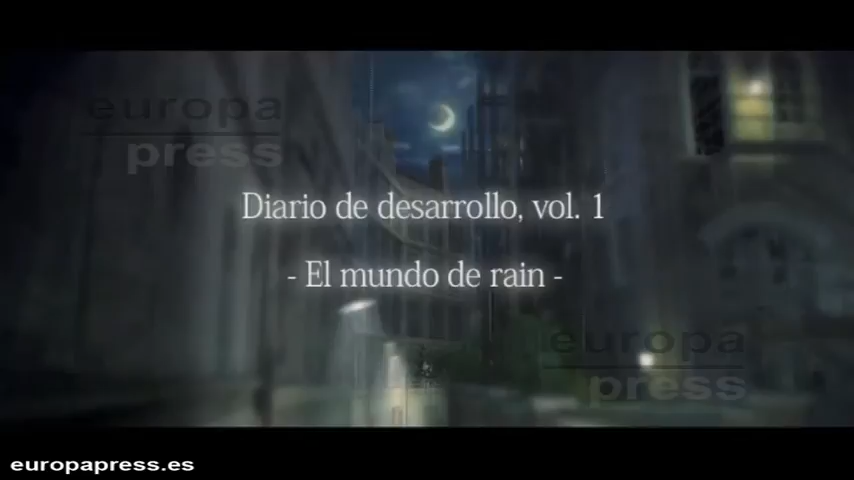 europa
press
Diario de desarrollo, vol. 1
- El mundo de rain -
europa
press
europapress.es